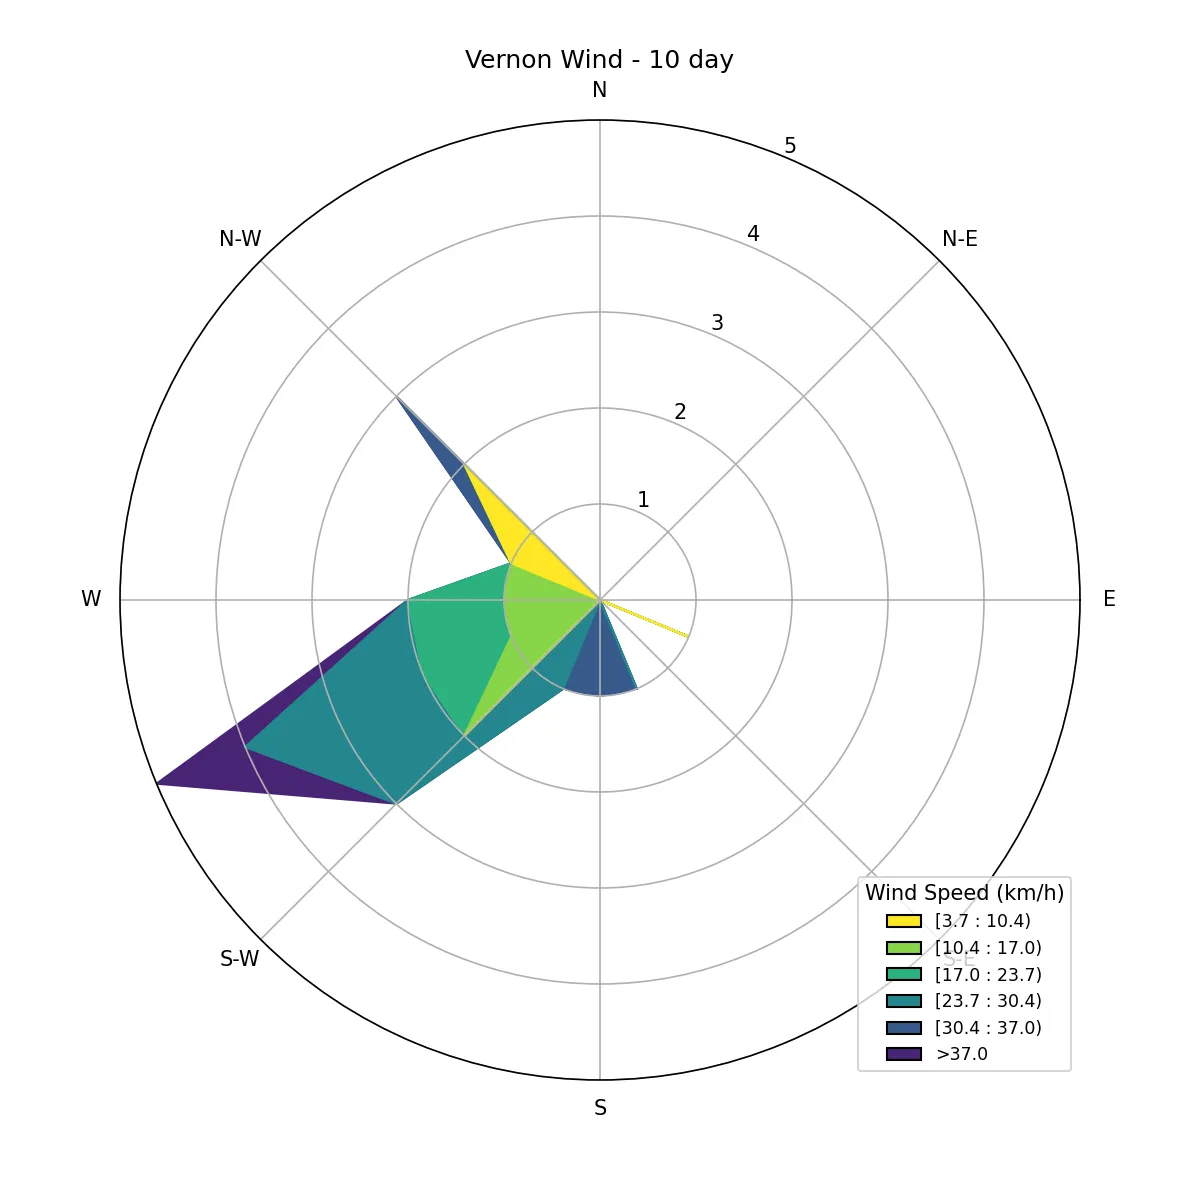 Vernon Wind - 10 day
N
5
N-W
N-E
4
3
2
1
W
E
S-W
S-E
Wind Speed (km/h)
[3.7 : 10.4)
[10.4 : 17.0)
[17.0 : 23.7)
[23.7 : 30.4)
[30.4 : 37.0)
>37.0
S